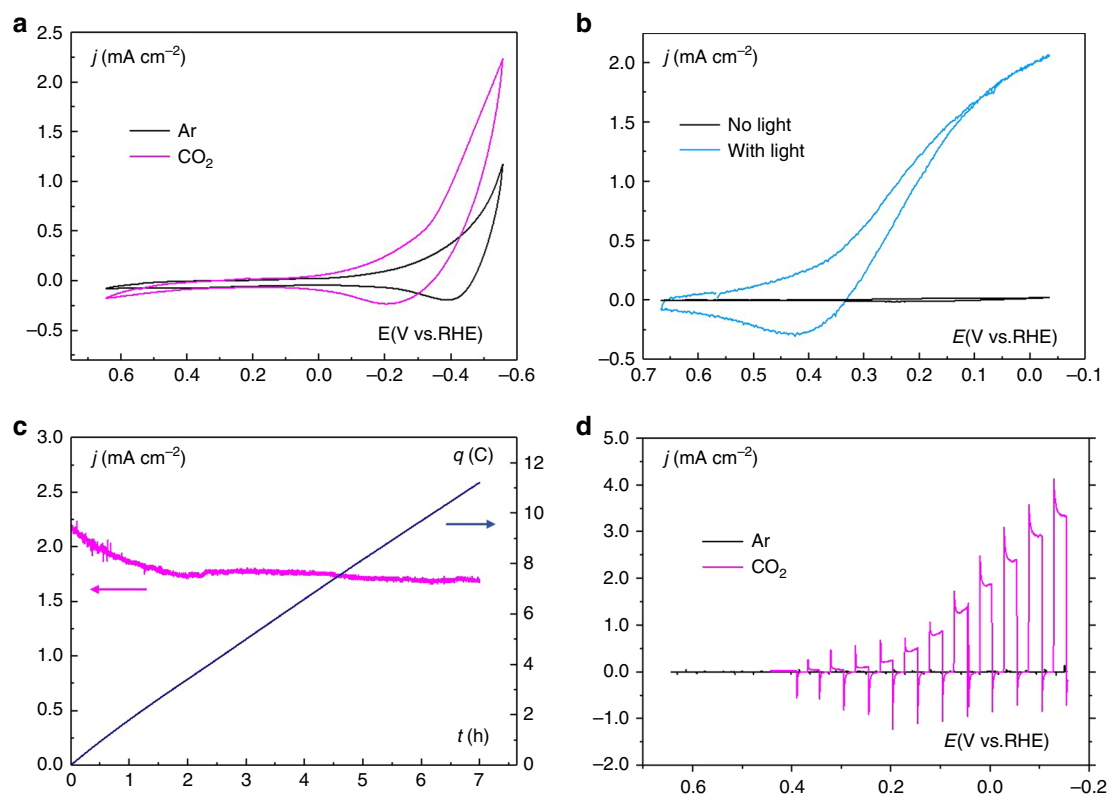 a
2.5
j (mA cm–2)
2.0
1.5
Ar
CO2
1.0
0.5
0.0
–0.5
E(V vs.RHE)
0.6 0.4 0.2 0.0 –0.2 –0.4 –0.6
b
j (mA cm–2)
2.0
No light
With light
1.5
1.0
0.5
0.0
E(V vs.RHE)
–0.5
0.7 0.6 0.5 0.4 0.3 0.2 0.1 0.0 –0.1
c
3.0
j (mA cm–2)
q (C)
12
2.5
10
2.0
8
1.5
6
1.0
4
0.5
2
t (h)
0.0
0
0 1 2 3 4 5 6 7
d
5.0
j (mA cm–2)
4.0
Ar
CO2
3.0
2.0
1.0
0.0
–1.0
E(V vs.RHE)
–2.0
0.6 0.4 0.2 0.0 –0.2